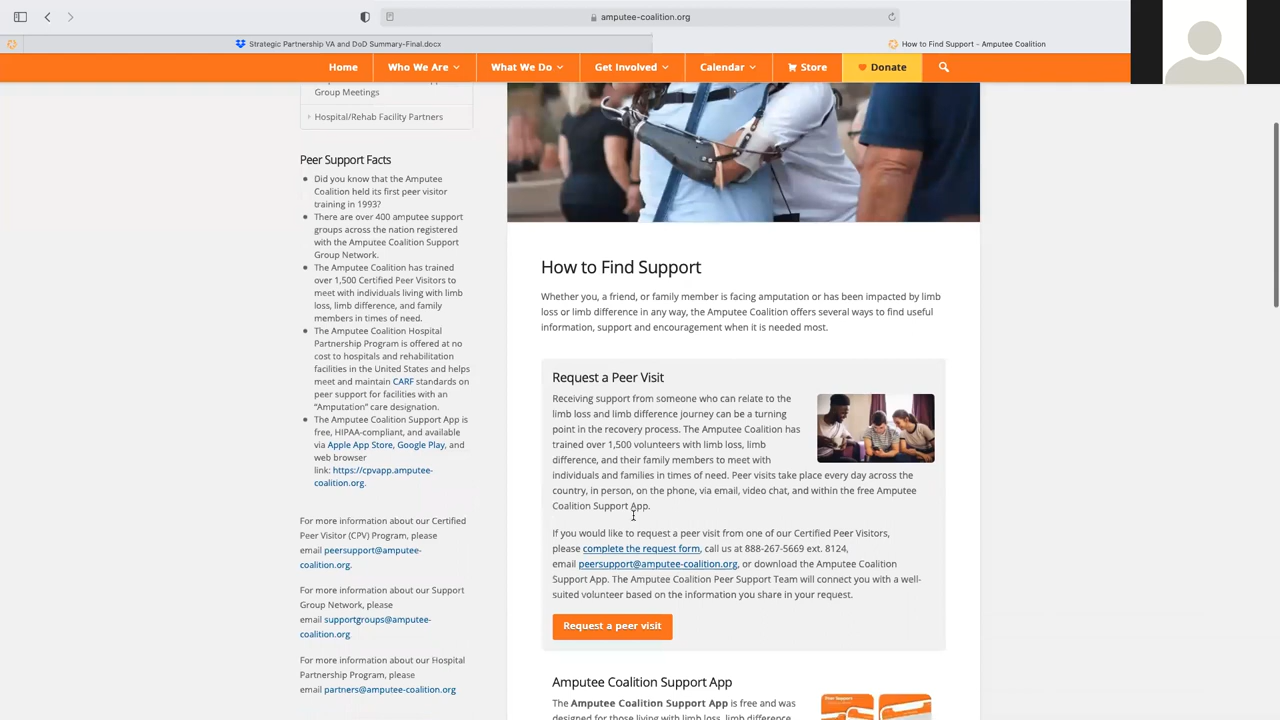 amputee-coalition.org
Strategic Partnership VA and DoD Summary-Final.docx
How to Find Support – Amputee Coalition
Home
Who We Are
What We Do
Get Involved
Calendar
Store
Donate
Group Meetings
Hospital/Rehab Facility Partners
Peer Support Facts
Did you know that the Amputee
Coalition held its first peer visitor
training in 1993?
There are over 400 amputee support
groups across the nation registered
with the Amputee Coalition Support
Group Network.
The Amputee Coalition has trained
over 1,500 Certified Peer Visitors to
meet with individuals living with limb
loss, limb difference, and family
members in times of need.
The Amputee Coalition Hospital
Partnership Program is offered at no
cost to hospitals and rehabilitation
facilities in the United States and helps
meet and maintain CARF standards on
peer support for facilities with an
“Amputation” care designation.
The Amputee Coalition Support App is
free, HIPAA-compliant, and available
via Apple App Store, Google Play, and
web browser
link: https://cpvapp.amputee-
coalition.org.
For more information about our Certified
Peer Visitor (CPV) Program, please
email peersupport@amputee-
coalition.org.
For more information about our Support
Group Network, please
email supportgroups@amputee-
coalition.org
For more information about our Hospital
Partnership Program, please
email partners@amputee-coalition.org
How to Find Support
Whether you, a friend, or family member is facing amputation or has been impacted by limb
loss or limb difference in any way, the Amputee Coalition offers several ways to find useful
information, support and encouragement when it is needed most.
Request a Peer Visit
Receiving support from someone who can relate to the
limb loss and limb difference journey can be a turning
point in the recovery process. The Amputee Coalition has
trained over 1,500 volunteers with limb loss, limb
difference, and their family members to meet with
individuals and families in times of need. Peer visits take place every day across the
country, in person, on the phone, via email, video chat, and within the free Amputee
Coalition Support App.
If you would like to request a peer visit from one of our Certified Peer Visitors,
please complete the request form, call us at 888-267-5669 ext. 8124,
email peersupport@amputee-coalition.org, or download the Amputee Coalition
Support App. The Amputee Coalition Peer Support Team will connect you with a well-
suited volunteer based on the information you share in your request.
Request a peer visit
Amputee Coalition Support App
The Amputee Coalition Support App is free and was
designed for those living with limb loss, limb difference